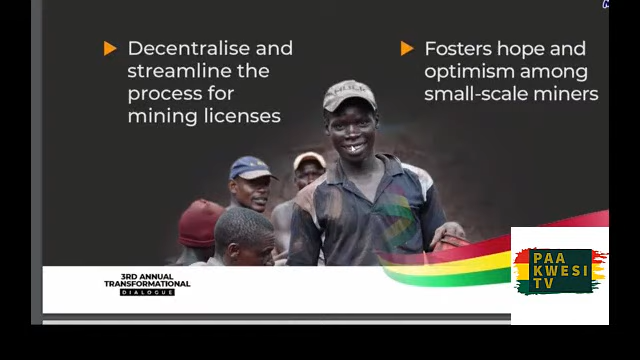 Decentralise and
streamline the
process for
mining licenses
Fosters hope and
optimism among
small-scale miners
3RD ANNUAL
TRANSFORMATIONAL
DIALOGUE
PAA
KWESI
TV